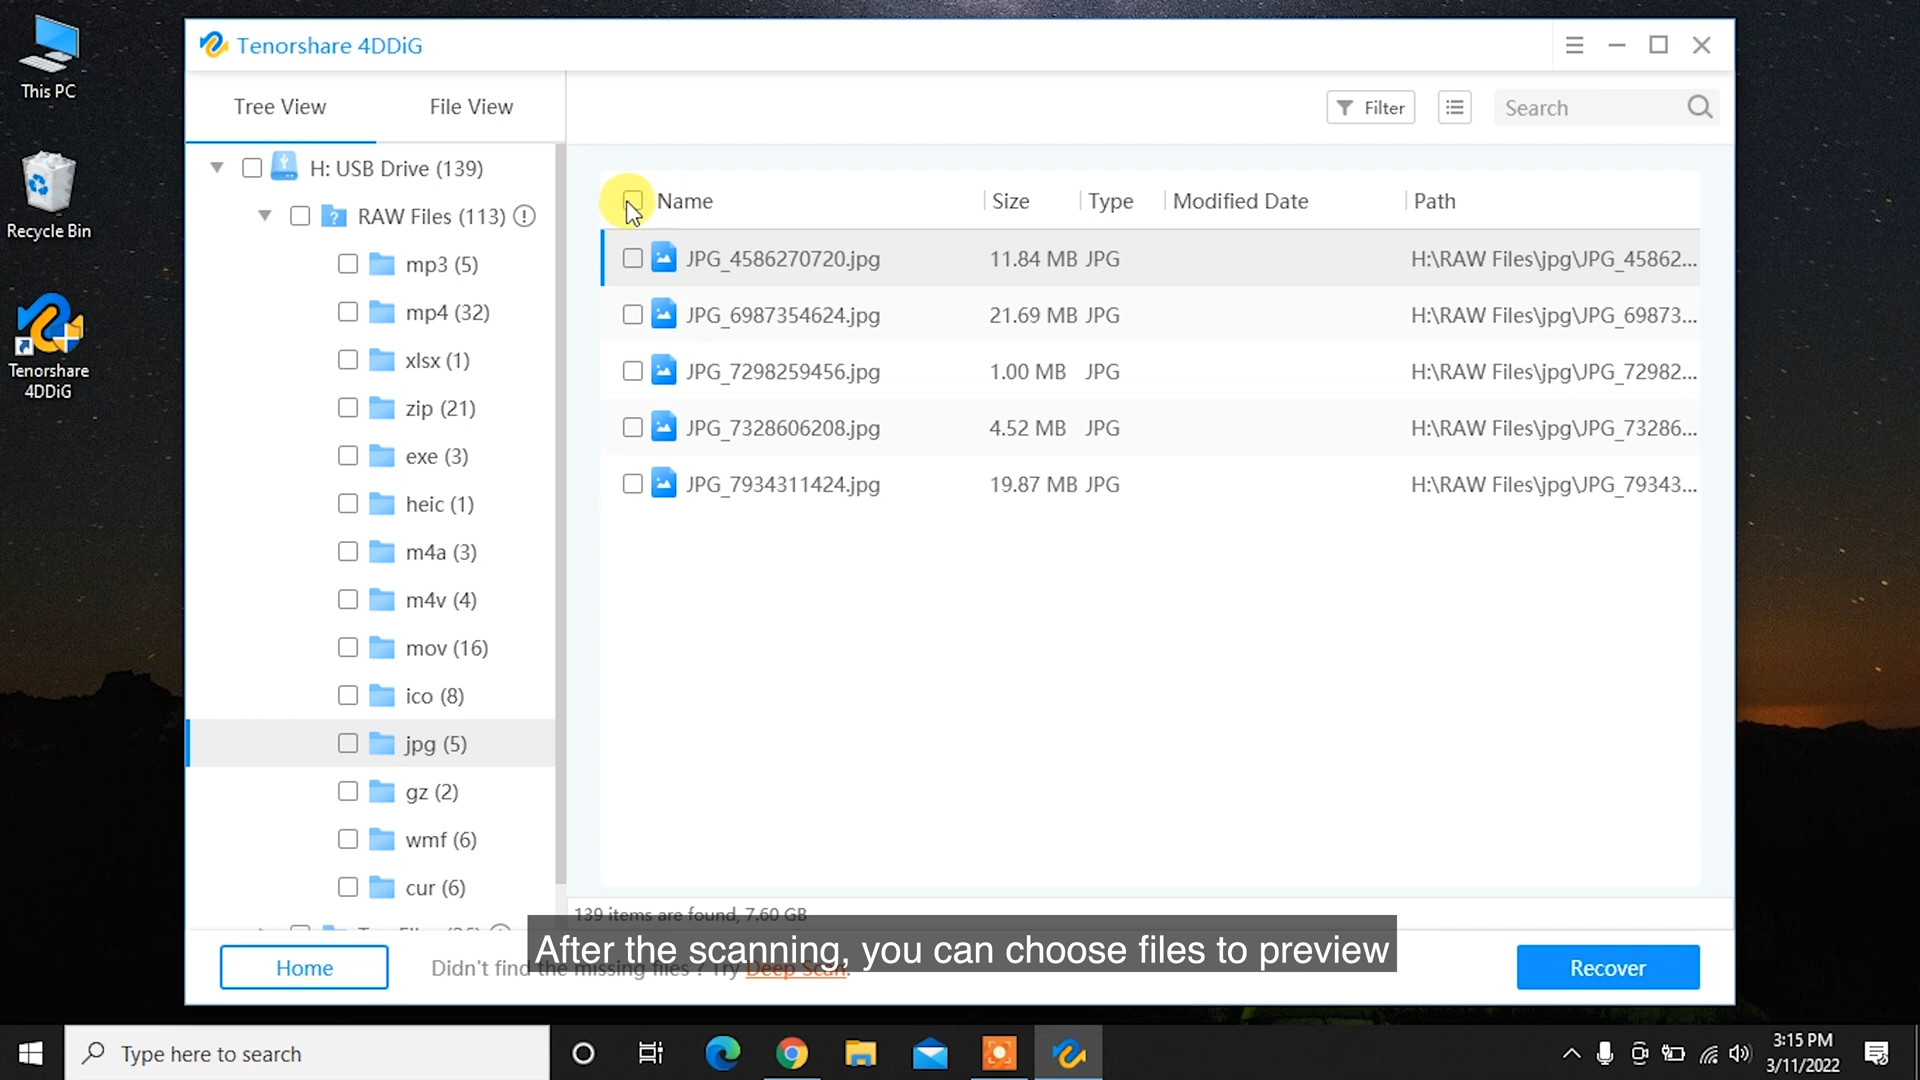 This PC
Recycle Bin
Tenorshare
4DDiG
Tenorshare 4DDiG
Tree View
File View
Filter
Search
H: USB Drive (139)
RAW Files (113)
mp3 (5)
mp4 (32)
xlsx (1)
zip (21)
exe (3)
heic (1)
m4a (3)
m4v (4)
mov (16)
ico (8)
jpg (5)
gz (2)
wmf (6)
cur (6)
Name Size Type Modified Date Path
JPG_4586270720.jpg 11.84 MB JPG H:\RAW Files\jpg\JPG_45862...
JPG_6987354624.jpg 21.69 MB JPG H:\RAW Files\jpg\JPG_69873...
JPG_7298259456.jpg 1.00 MB JPG H:\RAW Files\jpg\JPG_72982...
JPG_7328606208.jpg 4.52 MB JPG H:\RAW Files\jpg\JPG_73286...
JPG_7934311424.jpg 19.87 MB JPG H:\RAW Files\jpg\JPG_79343...
139 items are found, 7.60 GB
Home
Didn't find the missing files ? Try Deep Scan.
After the scanning, you can choose files to preview
Recover
Type here to search
3:15 PM
3/11/2022